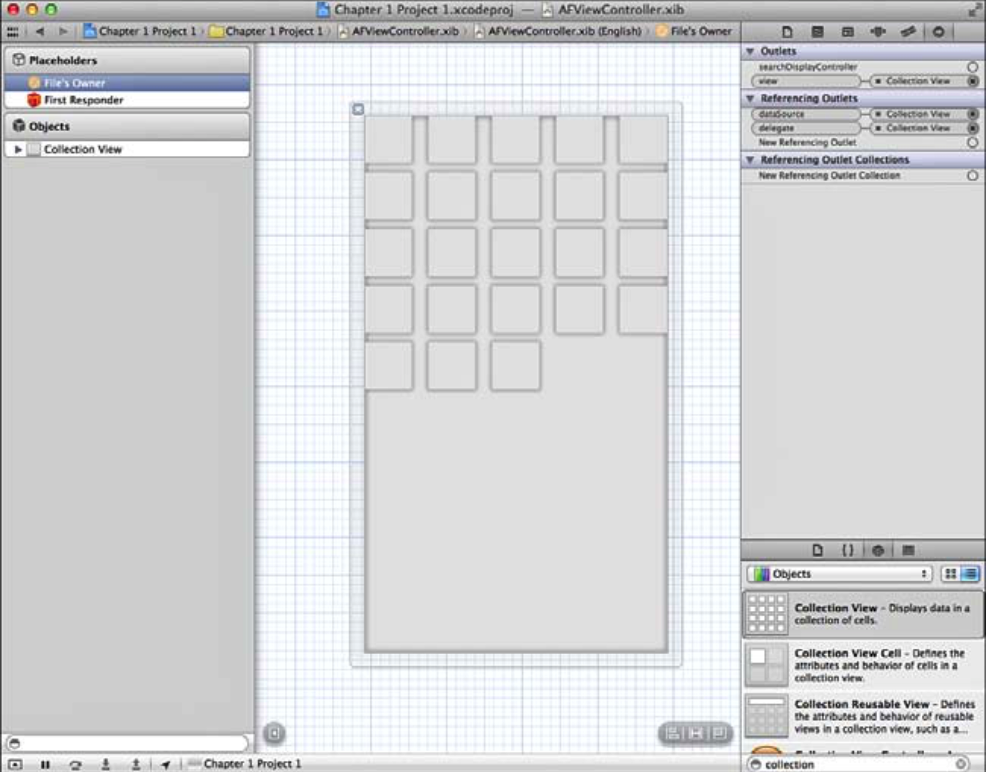 Chapter 1 Project 1.xcodeproj — AFViewController.xib
Chapter 1 Project 1 Chapter 1 Project 1 AFViewController.xib AFViewController.xib (English) File's Owner
Placeholders
File's Owner
First Responder
Objects
Collection View
Outlets
searchDisplayController
view Collection View
Referencing Outlets
dataSource Collection View
delegate Collection View
New Referencing Outlet
Referencing Outlet Collections
New Referencing Outlet Collection
{}
Objects
Collection View – Displays data in a
collection of cells.
Collection View Cell – Defines the
attributes and behavior of cells in a
collection view.
Collection Reusable View – Defines
the attributes and behavior of reusable
views in a collection view, such as a...
Chapter 1 Project 1
collection